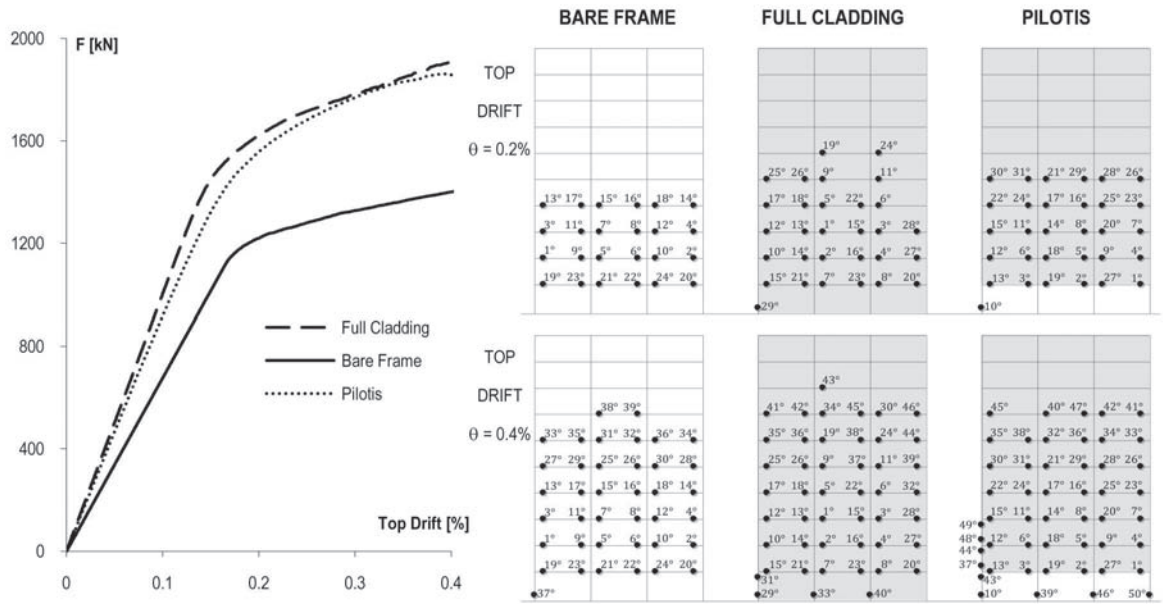 BARE FRAME FULL CLADDING PILOTIS
F [kN]
2000
1600
1200
800
400
0
0 0.1 0.2 0.3 0.4
Top Drift [%]
Full Cladding
Bare Frame
Pilotis
TOP
DRIFT
θ = 0.2%
13° 17° 15° 16° 18° 14°
3° 11° 7° 8° 12° 4°
1° 9° 5° 6° 10° 2°
19° 23° 21° 22° 24° 20°
19° 24°
25° 26° 9° 11°
17° 18° 5° 22° 6°
12° 13° 1° 15° 3° 28°
10° 14° 2° 16° 4° 27°
15° 21° 7° 23° 8° 20°
29°
30° 31° 21° 29° 28° 26°
22° 24° 17° 16° 25° 23°
15° 11° 14° 8° 20° 7°
12° 6° 18° 5° 9° 4°
13° 3° 19° 2° 27° 1°
10°
TOP
DRIFT
θ = 0.4%
38° 39°
33° 35° 31° 32° 36° 34°
27° 29° 25° 26° 30° 28°
13° 17° 15° 16° 18° 14°
3° 11° 7° 8° 12° 4°
1° 9° 5° 6° 10° 2°
19° 23° 21° 22° 24° 20°
37°
43°
41° 42° 34° 45° 30° 46°
35° 36° 19° 38° 24° 44°
25° 26° 9° 37° 11° 39°
17° 18° 5° 22° 6° 32°
12° 13° 1° 15° 3° 28°
10° 14° 2° 16° 4° 27°
15° 21° 7° 23° 8° 20°
31°
29° 33° 40°
45° 40° 47° 42° 41°
35° 38° 32° 36° 34° 33°
30° 31° 21° 29° 28° 26°
22° 24° 17° 16° 25° 23°
15° 11° 14° 8° 20° 7°
49°
48° 12° 6° 18° 5° 9° 4°
44°
37° 13° 3° 19° 2° 27° 1°
43°
10° 39° 46° 50°